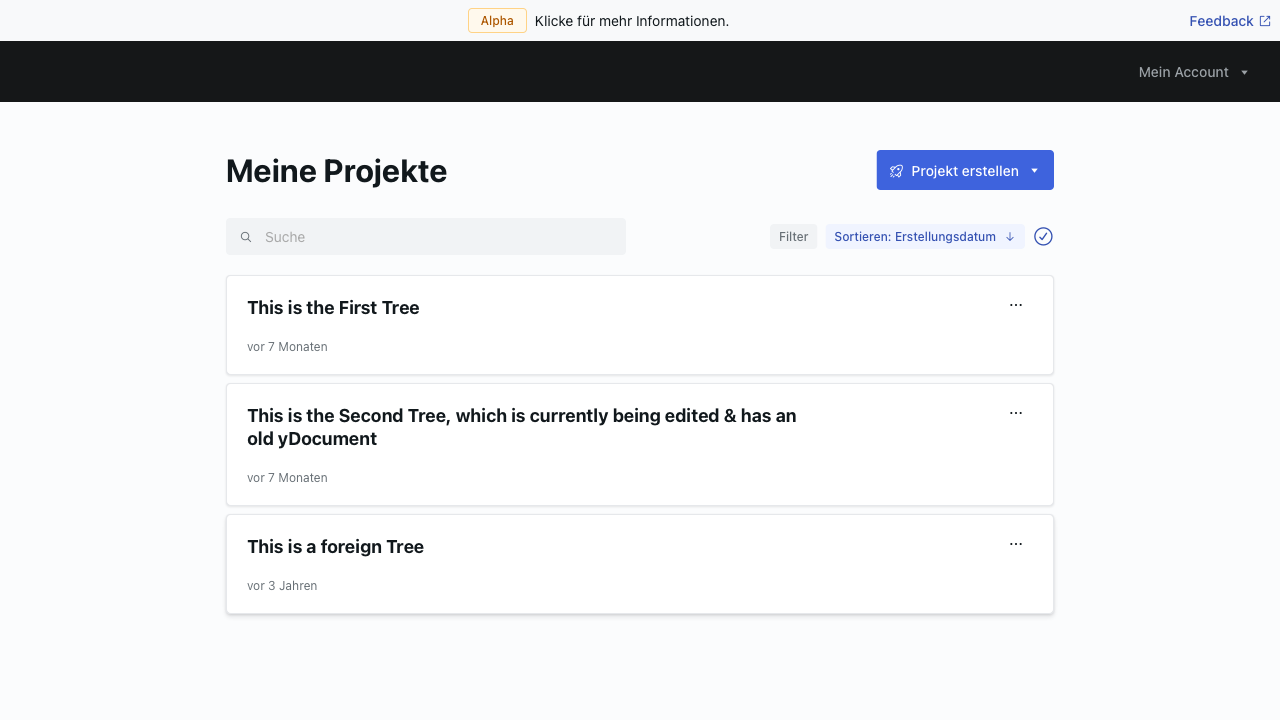 Alpha Klicke für mehr Informationen.
Feedback
Mein Account
Meine Projekte
Projekt erstellen
Suche
Filter
Sortieren: Erstellungsdatum
This is the First Tree
vor 7 Monaten
This is the Second Tree, which is currently being edited & has an
old yDocument
vor 7 Monaten
This is a foreign Tree
vor 3 Jahren